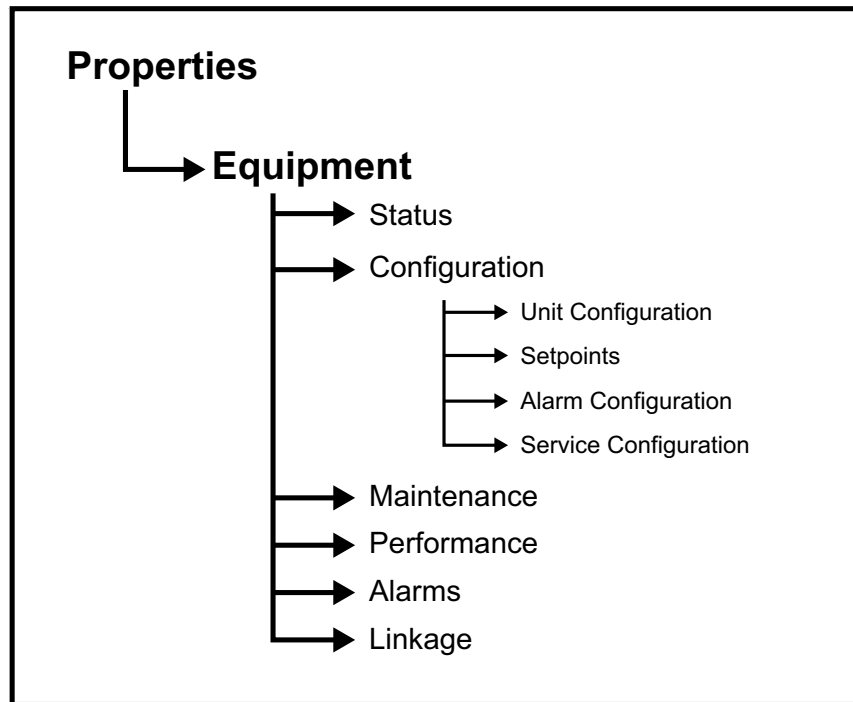 Properties
Equipment
Status
Configuration
Unit Configuration
Setpoints
Alarm Configuration
Service Configuration
Maintenance
Performance
Alarms
Linkage